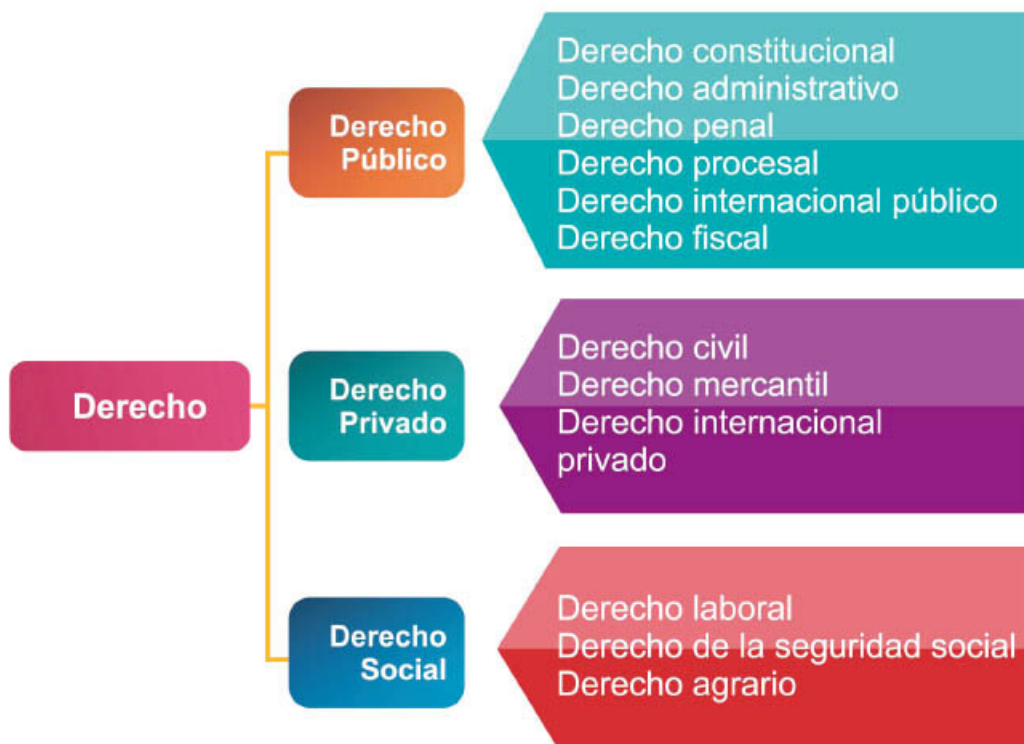 Derecho
Derecho
Público
Derecho constitucional
Derecho administrativo
Derecho penal
Derecho procesal
Derecho internacional público
Derecho fiscal
Derecho
Privado
Derecho civil
Derecho mercantil
Derecho internacional
privado
Derecho
Social
Derecho laboral
Derecho de la seguridad social
Derecho agrario